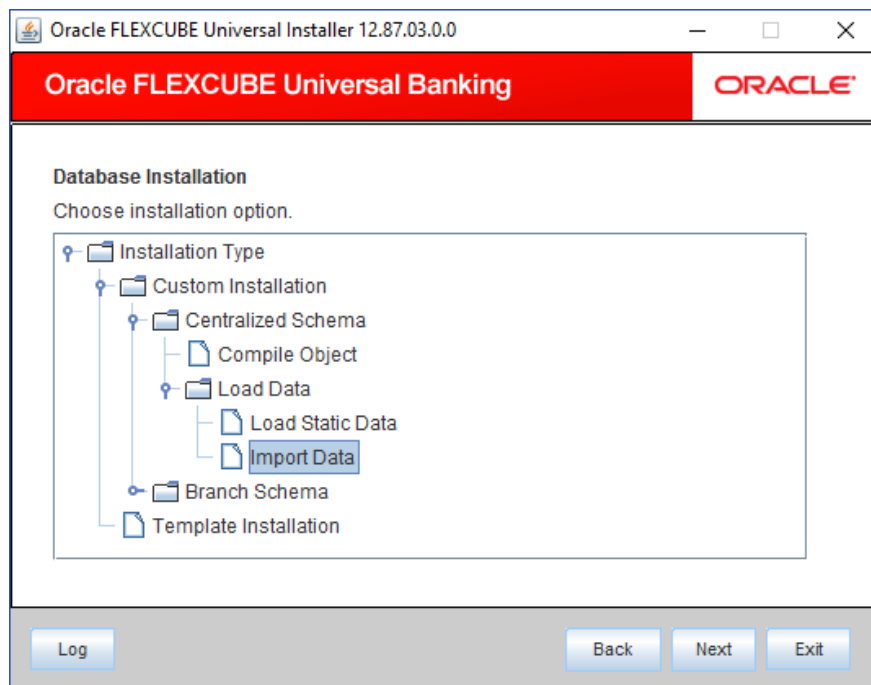 Oracle FLEXCUBE Universal Installer 12.87.03.0.0
Oracle FLEXCUBE Universal Banking
ORACLE
Database Installation
Choose installation option.
Installation Type
Custom Installation
Centralized Schema
Compile Object
Load Data
Load Static Data
Import Data
Branch Schema
Template Installation
Log Back Next Exit